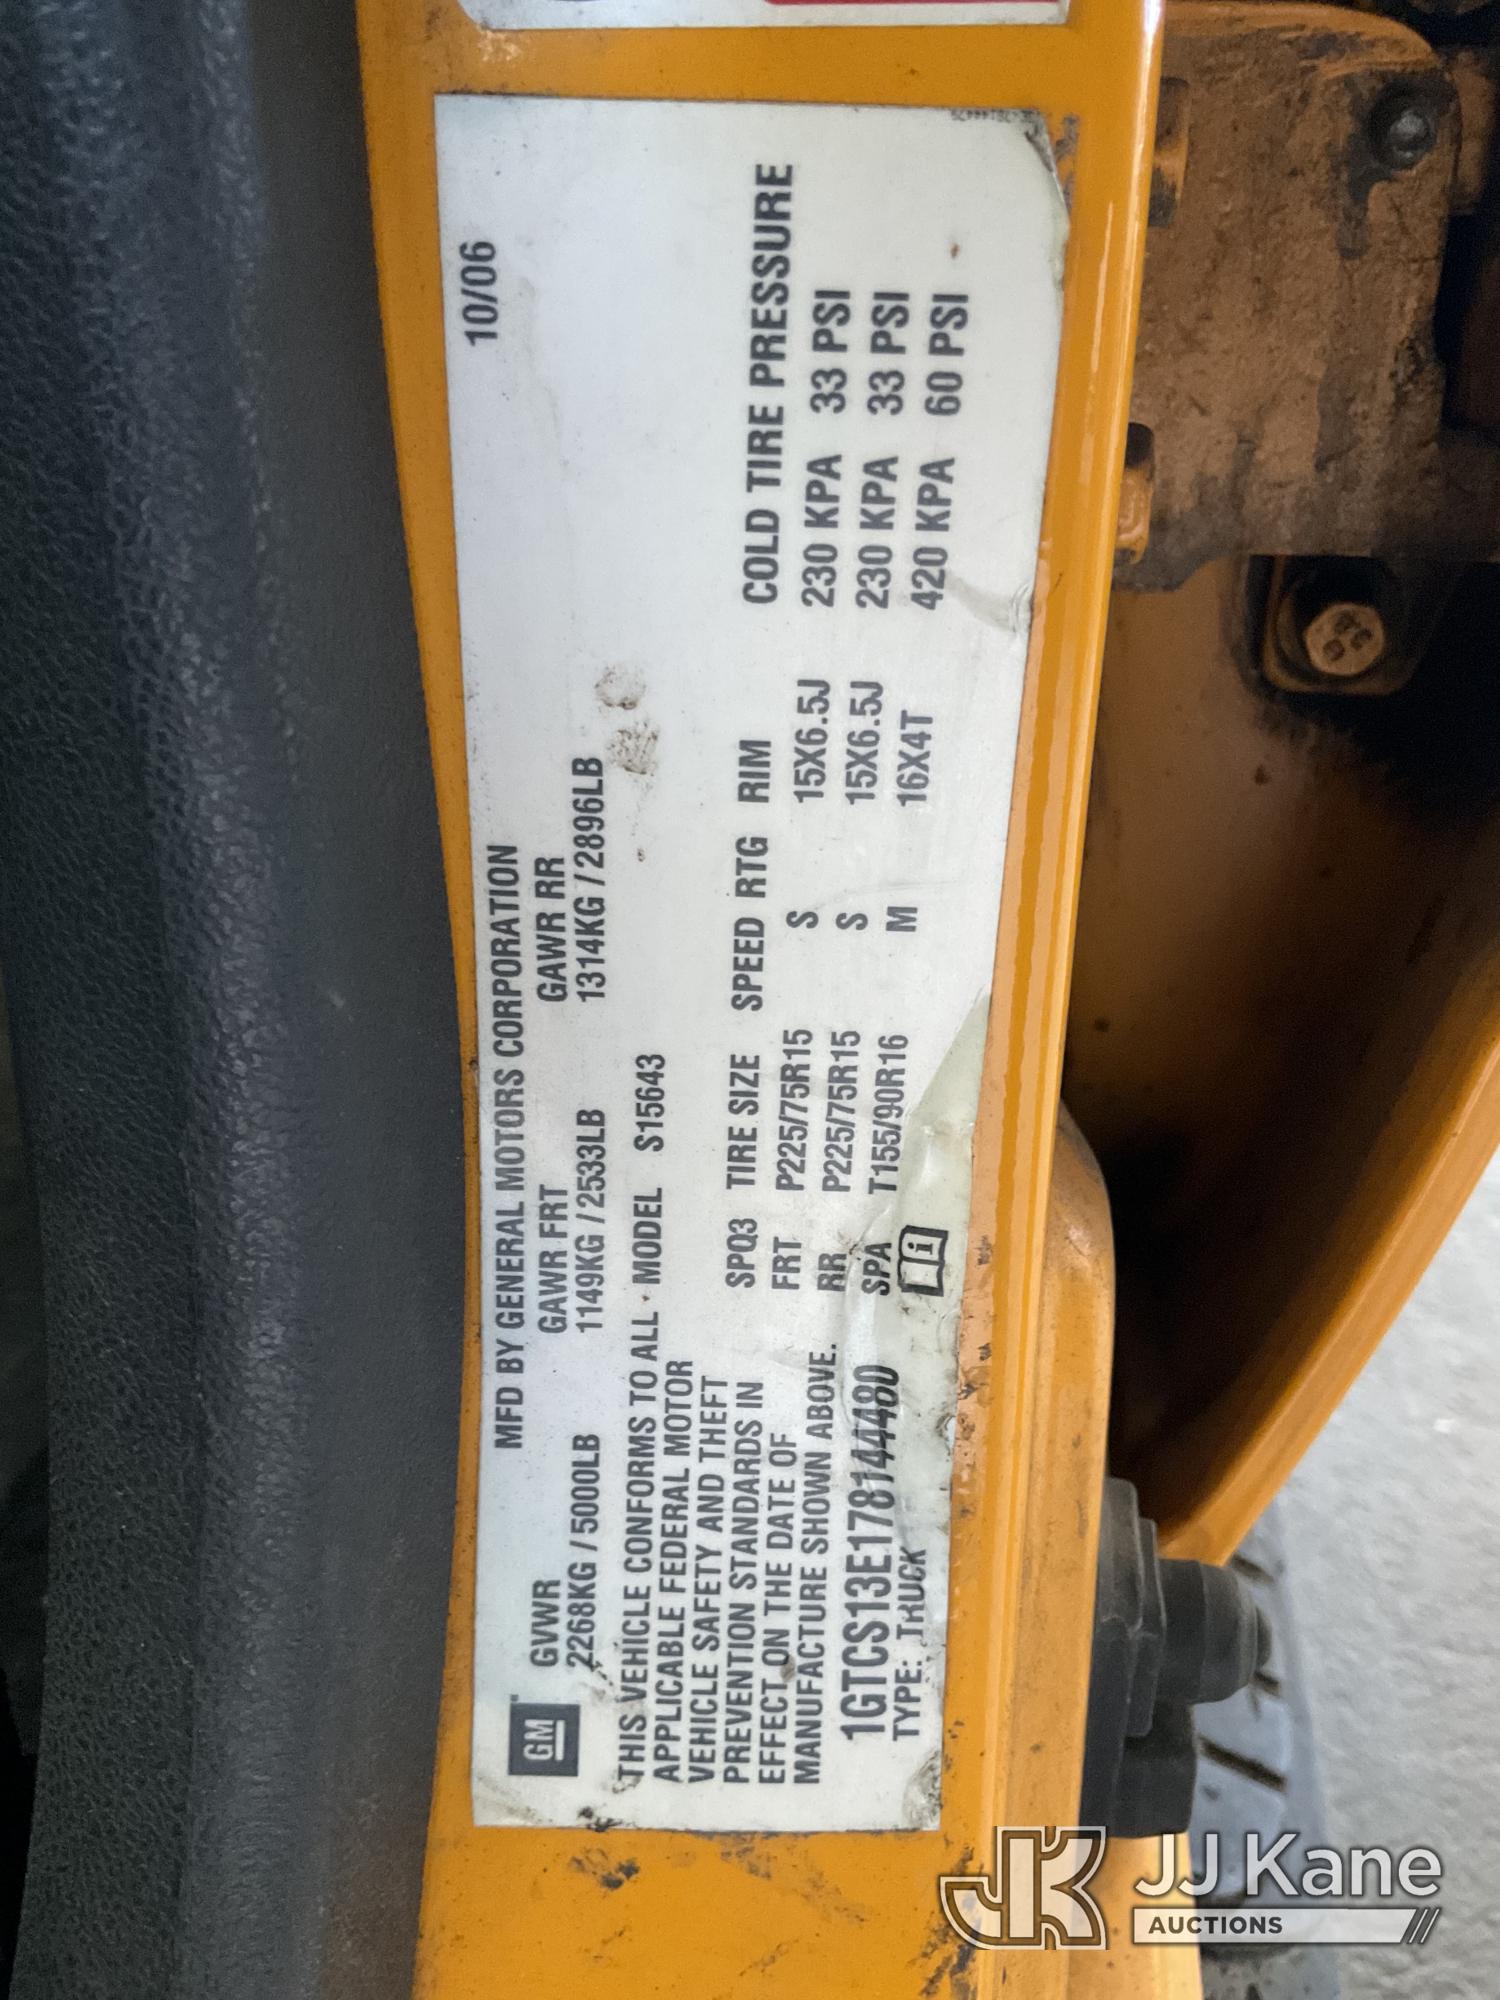 10/06
MFD BY GENERAL MOTORS CORPORATION
GM
GVWR GAWR FRT GAWR RR
2268KG / 5000LB 1149KG / 2533LB 1314KG / 2896LB
THIS VEHICLE CONFORMS TO ALL - MODEL S15643
APPLICABLE FEDERAL MOTOR
VEHICLE SAFETY AND THEFT
PREVENTION STANDARDS IN
EFFECT ON THE DATE OF
MANUFACTURE SHOWN ABOVE.
1GTCS13E178144480
TYPE: TRUCK
SPQ3 TIRE SIZE SPEED RTG RIM COLD TIRE PRESSURE
FRT P225/75R15 S 15X6.5J 230 KPA 33 PSI
RR P225/75R15 S 15X6.5J 230 KPA 33 PSI
SPA T155/90R16 M 16X4T 420 KPA 60 PSI
i
JK JJ Kane
AUCTIONS